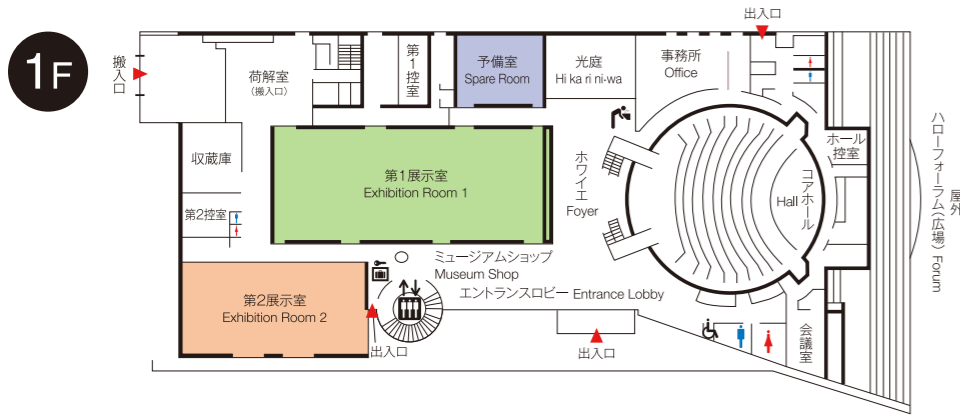 1F
搬入口
荷解室
(搬入口)
第1控室
予備室
Spare Room
光庭
Hi ka ri ni-wa
事務所
Office
出入口
収蔵庫
第2控室
第1展示室
Exhibition Room 1
ホワイエ
Foyer
コアホール
Hall
ホール
控室
屋外
ハローフォーラム(広場) Forum
ミュージアムショップ
Museum Shop
エントランスロビー Entrance Lobby
第2展示室
Exhibition Room 2
出入口
出入口
会議室